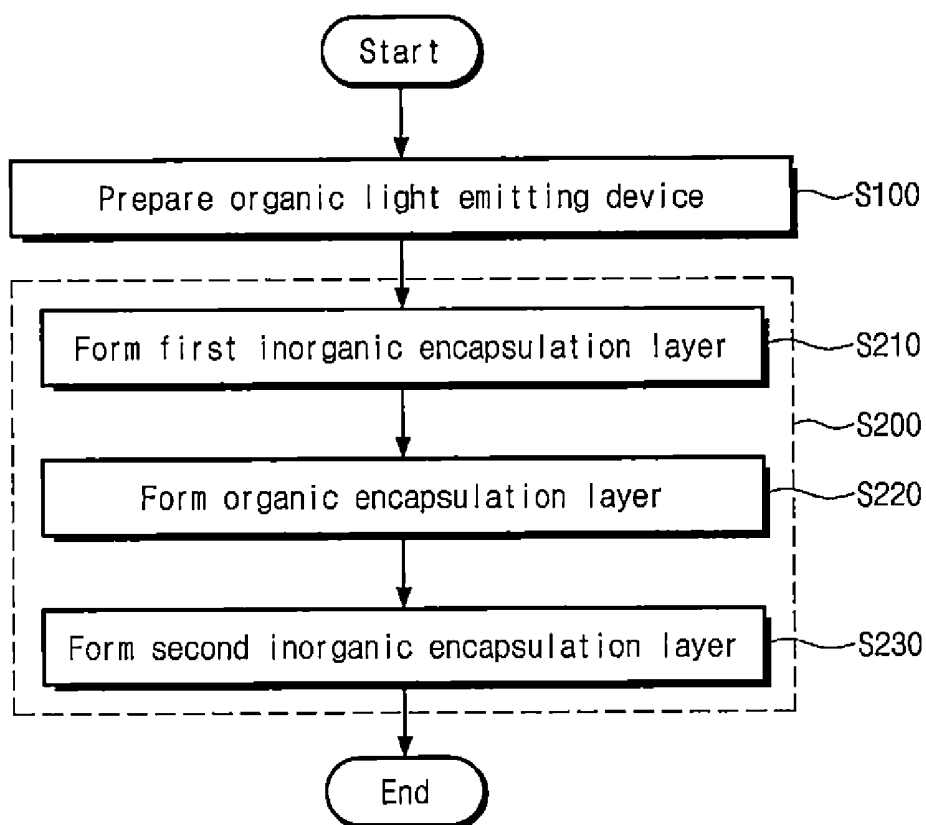 Start
Prepare organic light emitting device
S100
Form first inorganic encapsulation layer
S210
S200
Form organic encapsulation layer
S220
Form second inorganic encapsulation layer
S230
End